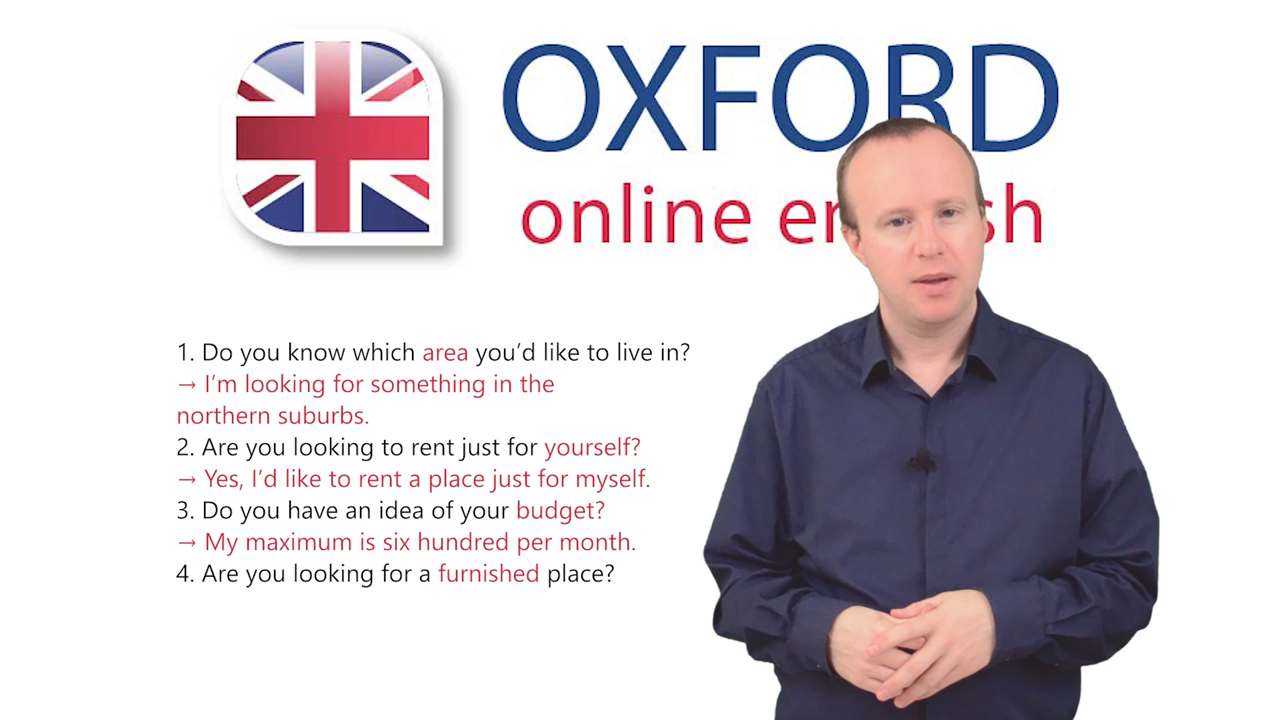 OXFORD
online
1. Do you know which area you'd like to live in?
→ I'm looking for something in the
northern suburbs.
2. Are you looking to rent just for yourself?
→ Yes, I'd like to rent a place just for myself.
3. Do you have an idea of your budget?
→ My maximum is six hundred per month.
4. Are you looking for a furnished place?